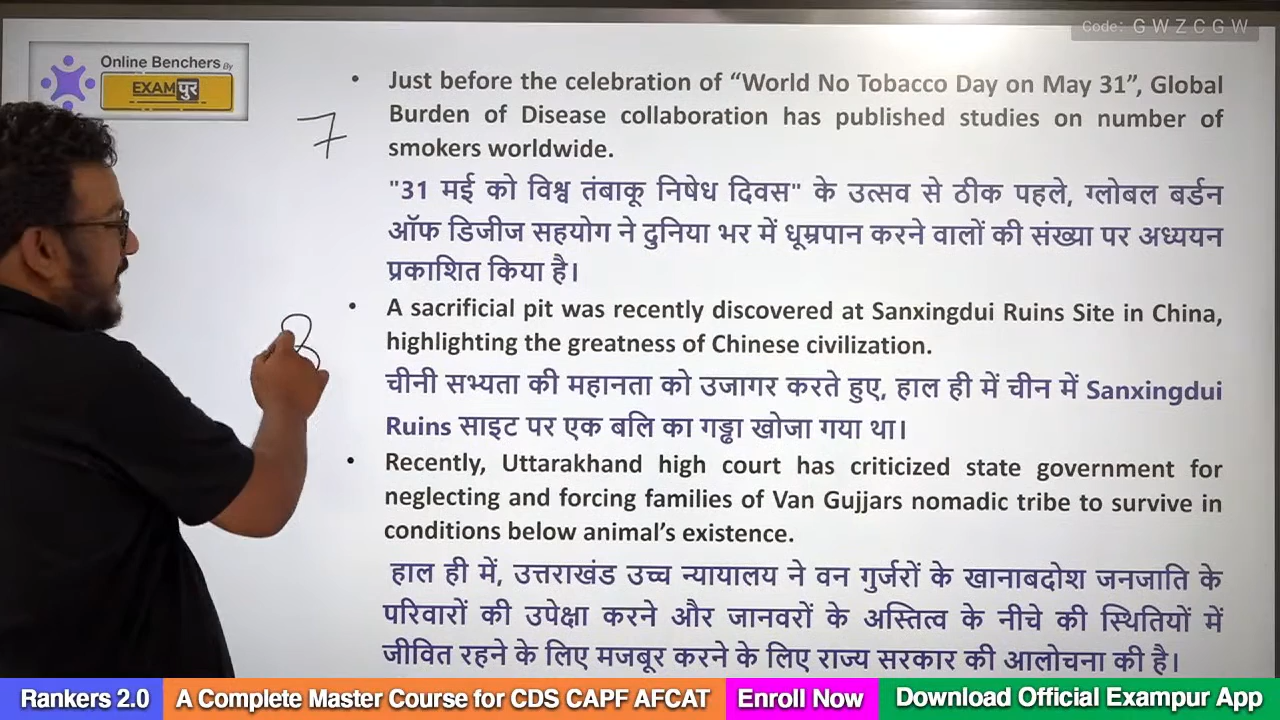 Code: G W Z C G W
Online Benchers By
EXAMपुर
7
8
• Just before the celebration of “World No Tobacco Day on May 31”, Global
Burden of Disease collaboration has published studies on number of
smokers worldwide.
"31 मई को विश्व तंबाकू निषेध दिवस" के उत्सव से ठीक पहले, ग्लोबल बर्डन
ऑफ डिजीज सहयोग ने दुनिया भर में धूम्रपान करने वालों की संख्या पर अध्ययन
प्रकाशित किया है।
• A sacrificial pit was recently discovered at Sanxingdui Ruins Site in China,
highlighting the greatness of Chinese civilization.
चीनी सभ्यता की महानता को उजागर करते हुए, हाल ही में चीन में Sanxingdui
Ruins साइट पर एक बलि का गड्ढा खोजा गया था।
• Recently, Uttarakhand high court has criticized state government for
neglecting and forcing families of Van Gujjars nomadic tribe to survive in
conditions below animal’s existence.
हाल ही में, उत्तराखंड उच्च न्यायालय ने वन गुर्जरों के खानाबदोश जनजाति के
परिवारों की उपेक्षा करने और जानवरों के अस्तित्व के नीचे की स्थितियों में
जीवित रहने के लिए मजबूर करने के लिए राज्य सरकार की आलोचना की है।
Rankers 2.0 A Complete Master Course for CDS CAPF AFCAT Enroll Now Download Official Exampur App